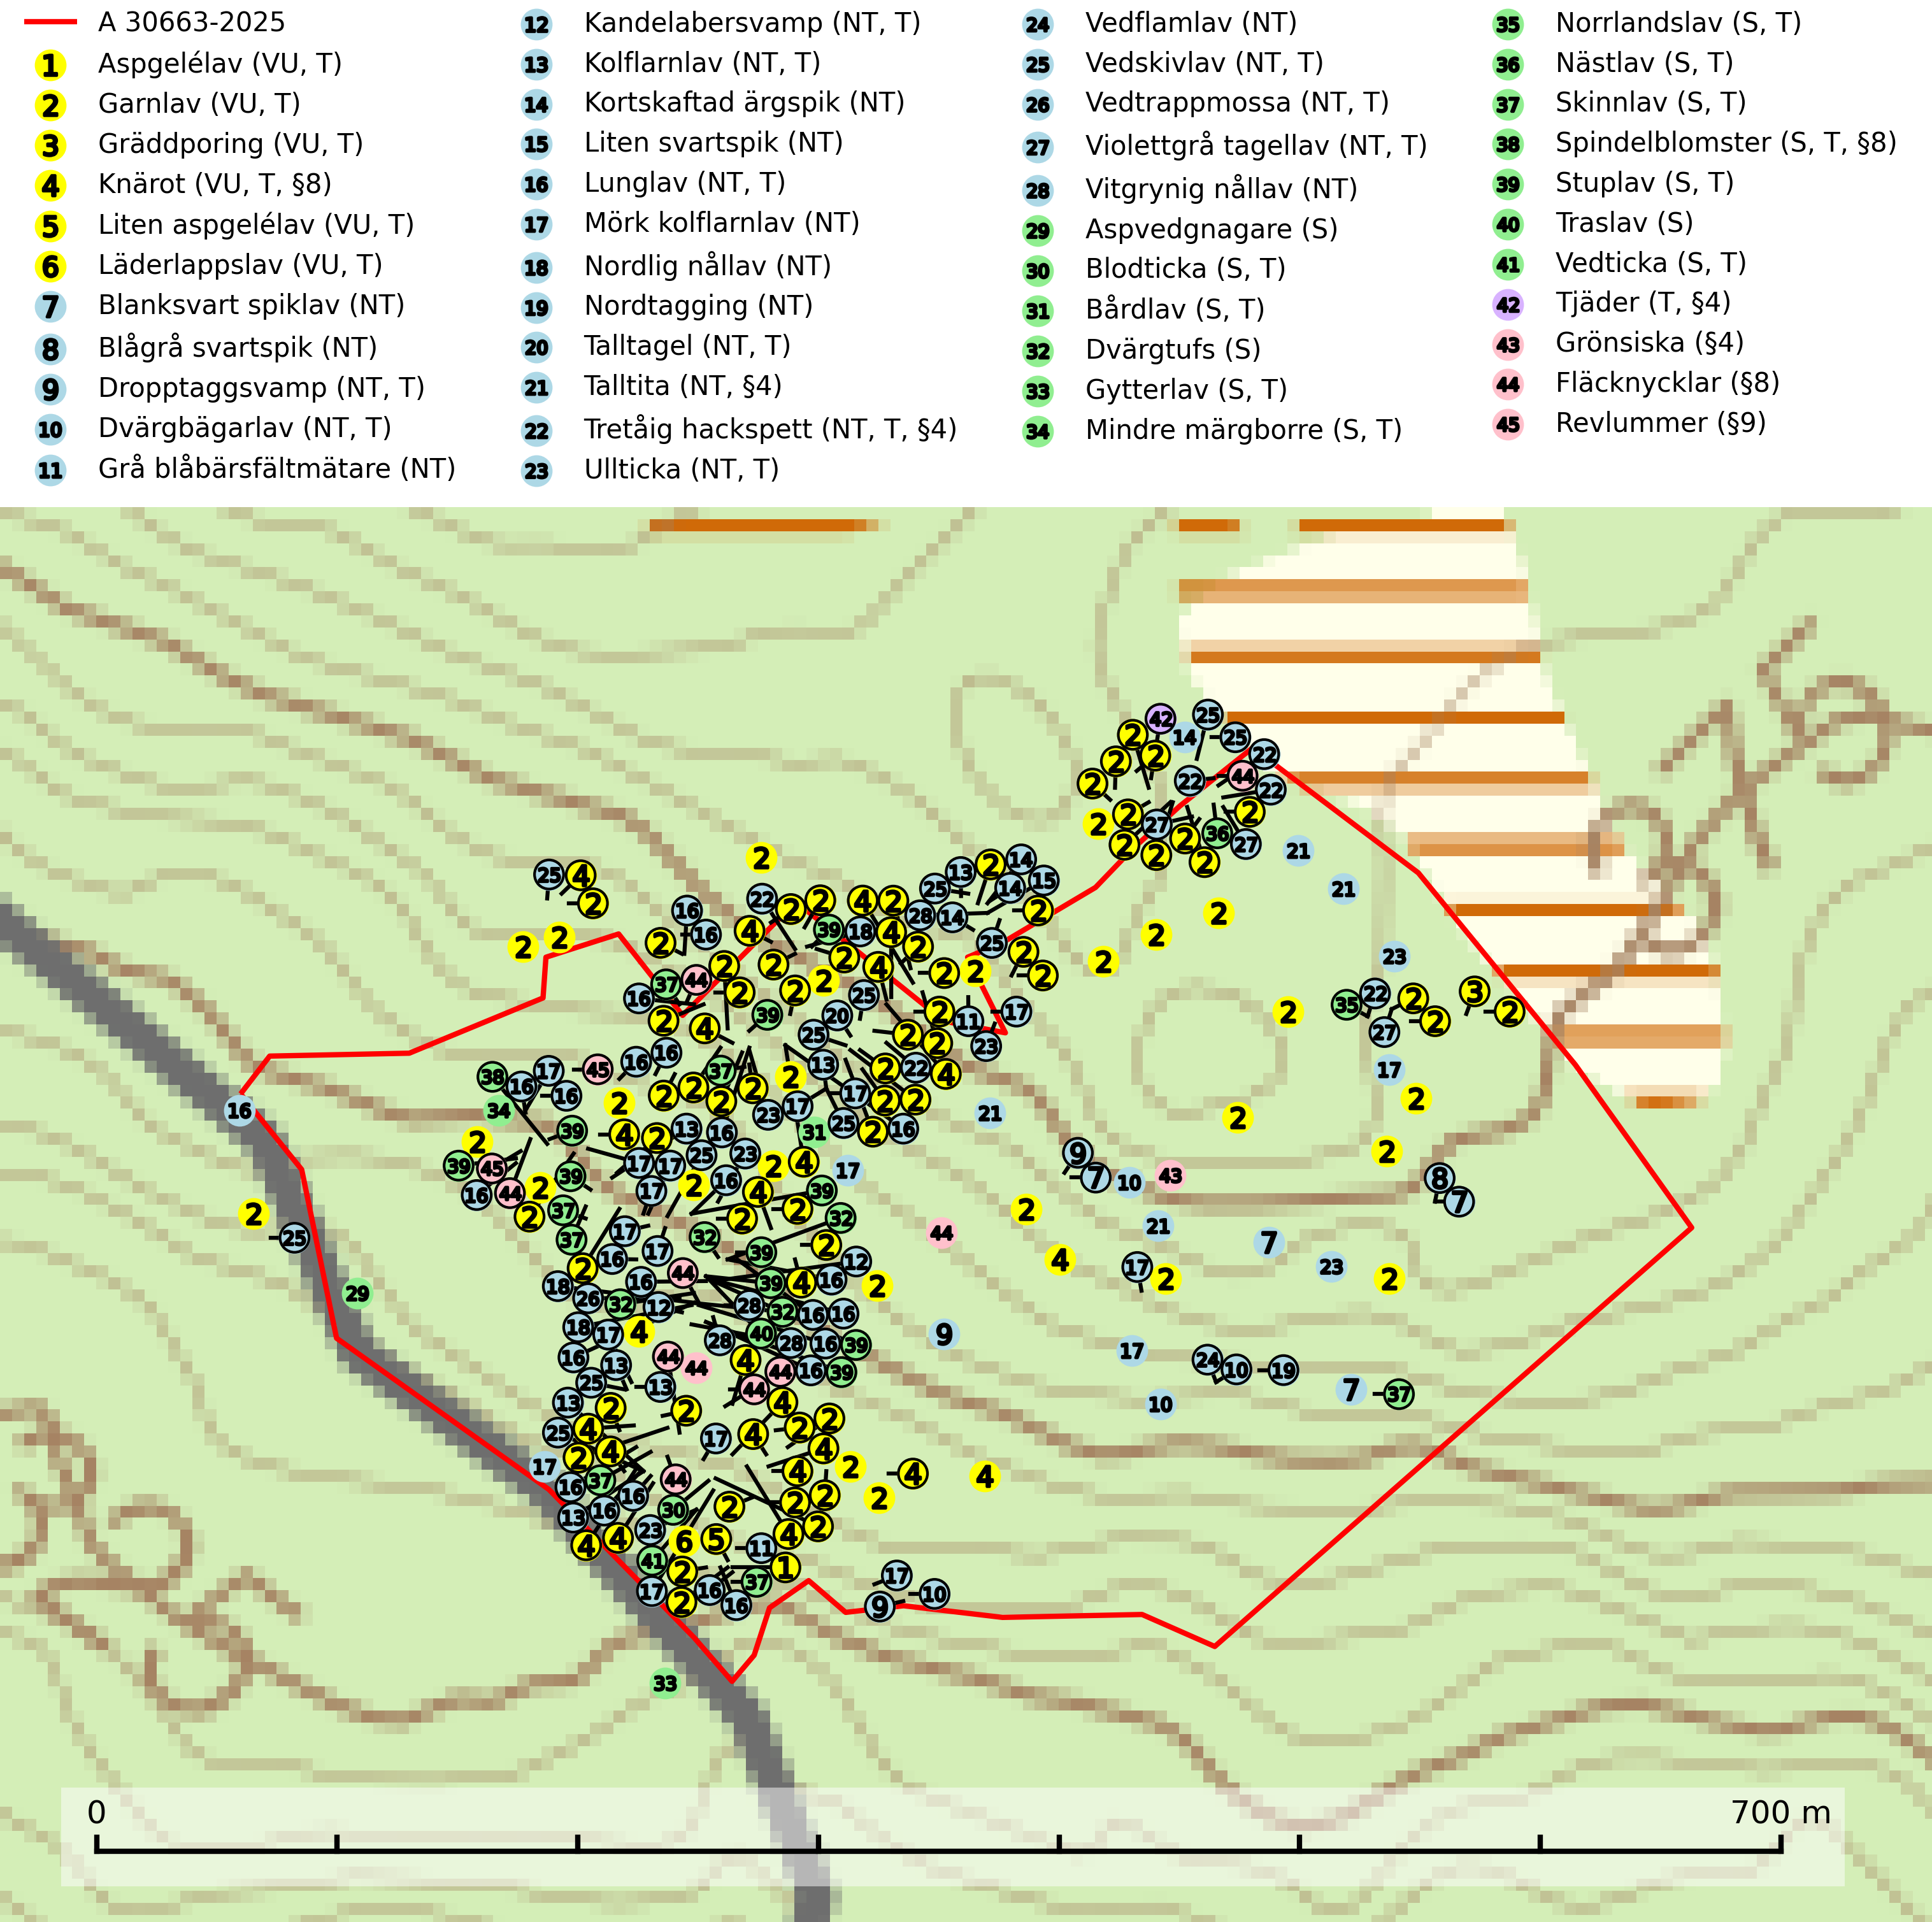 A 30663-2025
1 Aspgelélav (VU, T)
2 Garnlav (VU, T)
3 Gräddporing (VU, T)
4 Knärot (VU, T, §8)
5 Liten aspgelélav (VU, T)
6 Läderlappslav (VU, T)
7 Blanksvart spiklav (NT)
8 Blågrå svartspik (NT)
9 Dropptaggsvamp (NT, T)
10 Dvärgbägarlav (NT, T)
11 Grå blåbärsfältmätare (NT)
12 Kandelabersvamp (NT, T)
13 Kolflarnlav (NT, T)
14 Kortskaftad ärgspik (NT)
15 Liten svartspik (NT)
16 Lunglav (NT, T)
17 Mörk kolflarnlav (NT)
18 Nordlig nållav (NT)
19 Nordtagging (NT)
20 Talltagel (NT, T)
21 Talltita (NT, §4)
22 Tretåig hackspett (NT, T, §4)
23 Ullticka (NT, T)
24 Vedflamlav (NT)
25 Vedskivlav (NT, T)
26 Vedtrappmossa (NT, T)
27 Violettgrå tagellav (NT, T)
28 Vitgrynig nållav (NT)
29 Aspvedgnagare (S)
30 Blodticka (S, T)
31 Bårdlav (S, T)
32 Dvärgtufs (S)
33 Gytterlav (S, T)
34 Mindre märgborre (S, T)
35 Norrlandslav (S, T)
36 Nästlav (S, T)
37 Skinnlav (S, T)
38 Spindelblomster (S, T, §8)
39 Stuplav (S, T)
40 Traslav (S)
41 Vedticka (S, T)
42 Tjäder (T, §4)
43 Grönsiska (§4)
44 Fläcknycklar (§8)
45 Revlummer (§9)
0 700 m